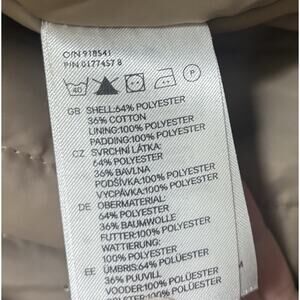 O/N 918541
P/N 0177457 8
40 P
GB SHELL:64% POLYESTER
36% COTTON
LINING:100% POLYESTER
PADDING:100% POLYESTER
CZ SVRCHNÍ LÁTKA:
64% POLYESTER
36% BAVLNA
PODŠÍVKA:100% POLYESTER
VÝCPÁVKA:100% POLYESTER
DE OBERMATERIAL:
64% POLYESTER
36% BAUMWOLLE
FUTTER:100% POLYESTER
WATTIERUNG:
100% POLYESTER
EE ÜMBRIS:64% POLÜESTER
36% PUUVILL
VOODER:100% POLÜESTER